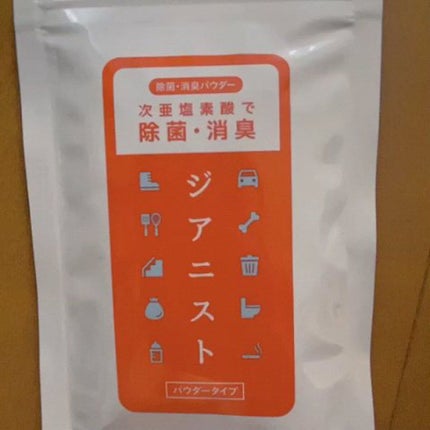 除菌・消臭パウダー
次亜塩素酸で
除菌・消臭
ジアニスト
パウダータイプ